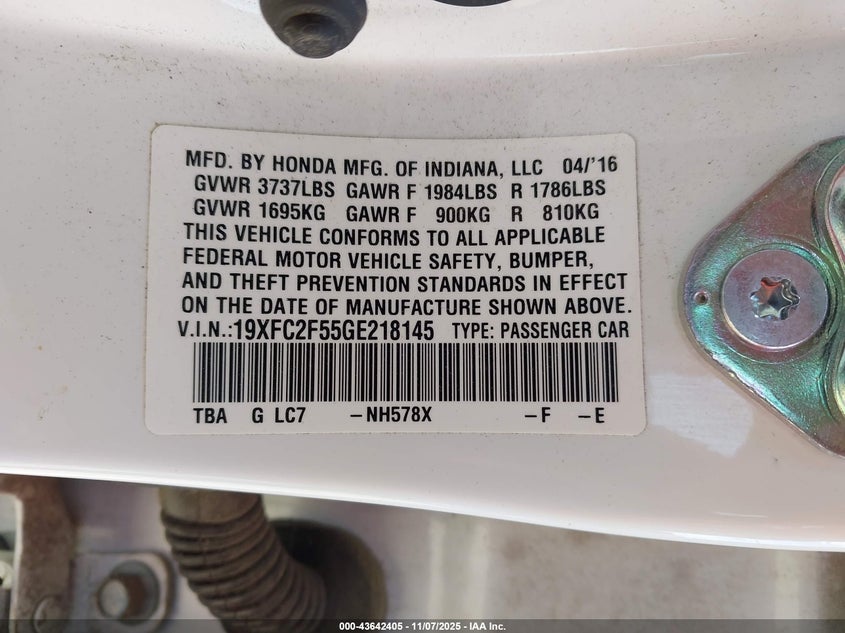 MFD. BY HONDA MFG. OF INDIANA, LLC 04/'16
GVWR 3737LBS GAWR F 1984LBS R 1786LBS
GVWR 1695KG GAWR F 900KG R 810KG
THIS VEHICLE CONFORMS TO ALL APPLICABLE
FEDERAL MOTOR VEHICLE SAFETY, BUMPER,
AND THEFT PREVENTION STANDARDS IN EFFECT
ON THE DATE OF MANUFACTURE SHOWN ABOVE.
V.I.N.:19XFC2F55GE218145 TYPE: PASSENGER CAR
TBA G LC7 –NH578X –F –E
000-43642405 - 11/07/2025 - IAA Inc.